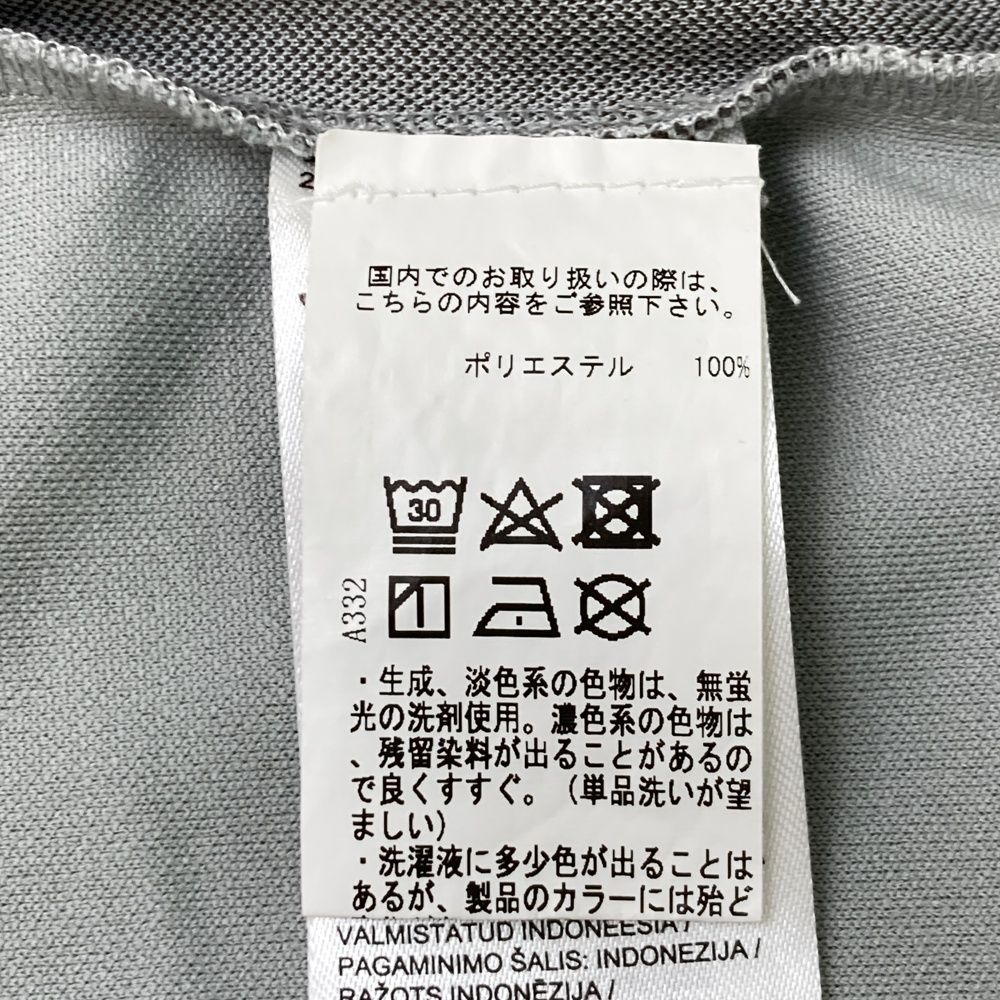 2
国内でのお取り扱いの際は、
こちらの内容をご参照下さい。
ポリエステル 100%
30
A332
・生成、淡色系の色物は、無蛍
光の洗剤使用。濃色系の色物は
、残留染料が出ることがあるの
で良くすすぐ。（単品洗いが望
ましい）
・洗濯液に多少色が出ることは
あるが、製品のカラーには殆ど
VALMISTATUD INDONEESIA /
PAGAMINIMO ŠALIS: INDONEZIJA /
RAŽOTS INDONĒZIJA /